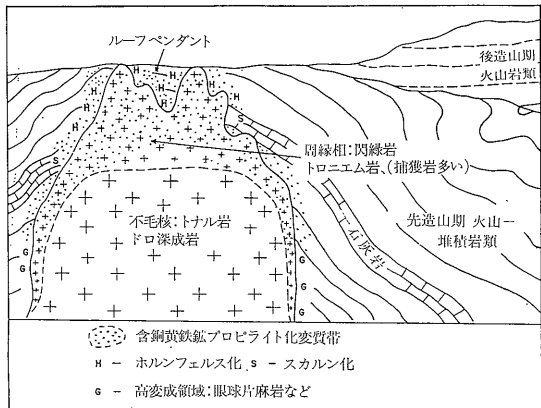 ルーフペンダント
後造山期
火山岩類
H
H
H
H
H
H
H
H
H
S
S
周縁相:閃緑岩
トロニエム岩、(捕獲岩多い)
不毛核:トナル岩
ドロ深成岩
石灰岩
先造山期 火山ー
堆積岩類
G
G
G
G
G
G
含銅黄鉄鉱プロピライト化変質帯
H － ホルンフェルス化 S － スカルン化
G － 高変成領域:眼球片麻岩など